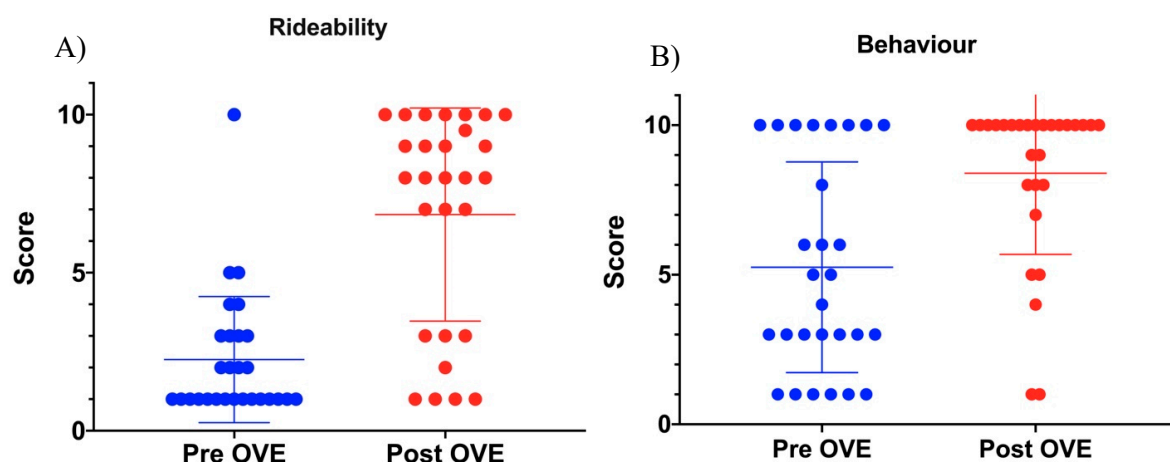 A)
Rideability
Score
10
5
0
Pre OVE
Post OVE
B)
Behaviour
Score
10
5
0
Pre OVE
Post OVE